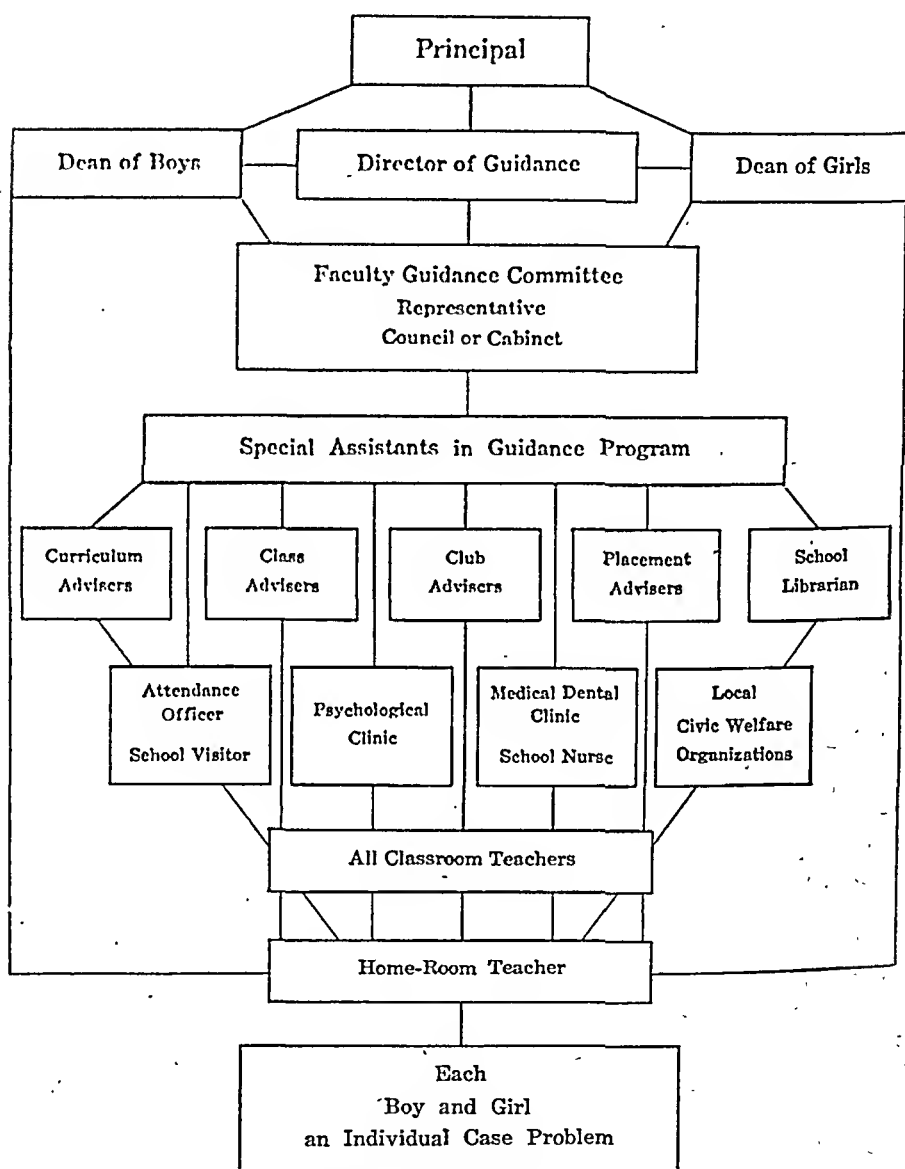 Principal
Dean of Boys
Director of Guidance
Dean of Girls
Faculty Guidance Committee
Representative
Council or Cabinet
Special Assistants in Guidance Program
Curriculum
Advisers
Class
Advisers
Club
Advisers
Placement
Advisers
School
Librarian
Attendance
Officer
School Visitor
Psychological
Clinic
Medical Dental
Clinic
School Nurse
Local
Civic Welfare
Organizations
All Classroom Teachers
Home-Room Teacher
Each
Boy and Girl
an Individual Case Problem